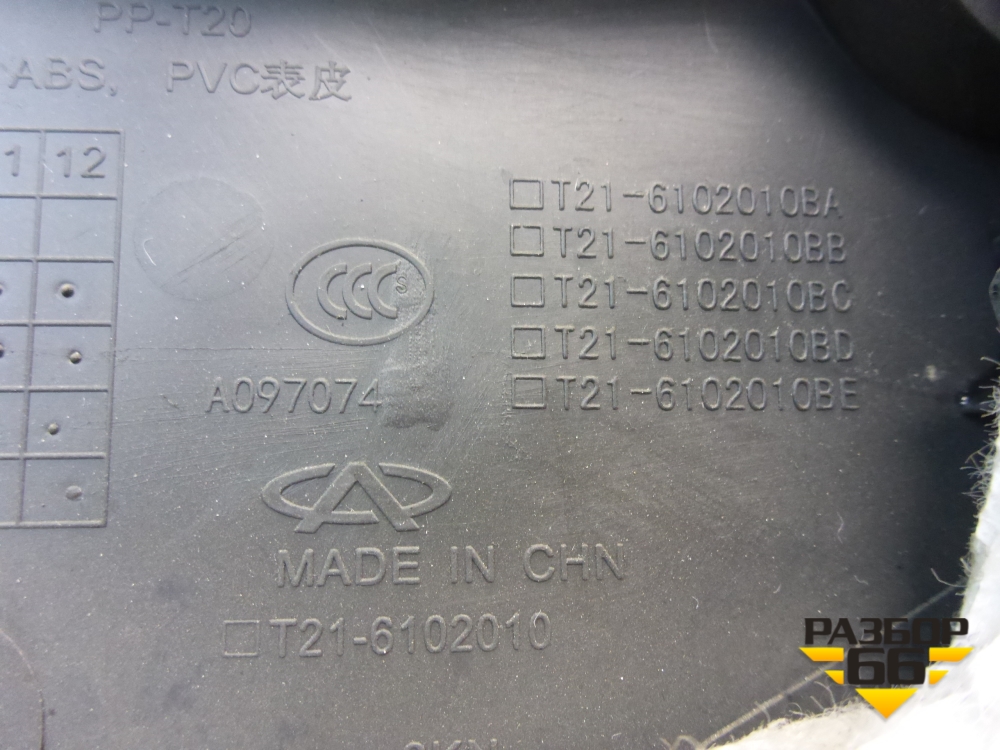 PP-T20
ABS, PVC表皮
1 12
T21-6102010BA
T21-6102010BB
T21-6102010BC
T21-6102010BD
T21-6102010BE
CCC S
A097074
MADE IN CHN
T21-6102010
РАЗБОР
66